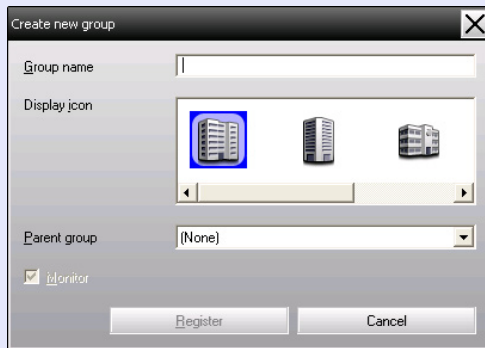 Create new group
Group name
Display icon
Parent group
(None)
Monitor
Register
Cancel